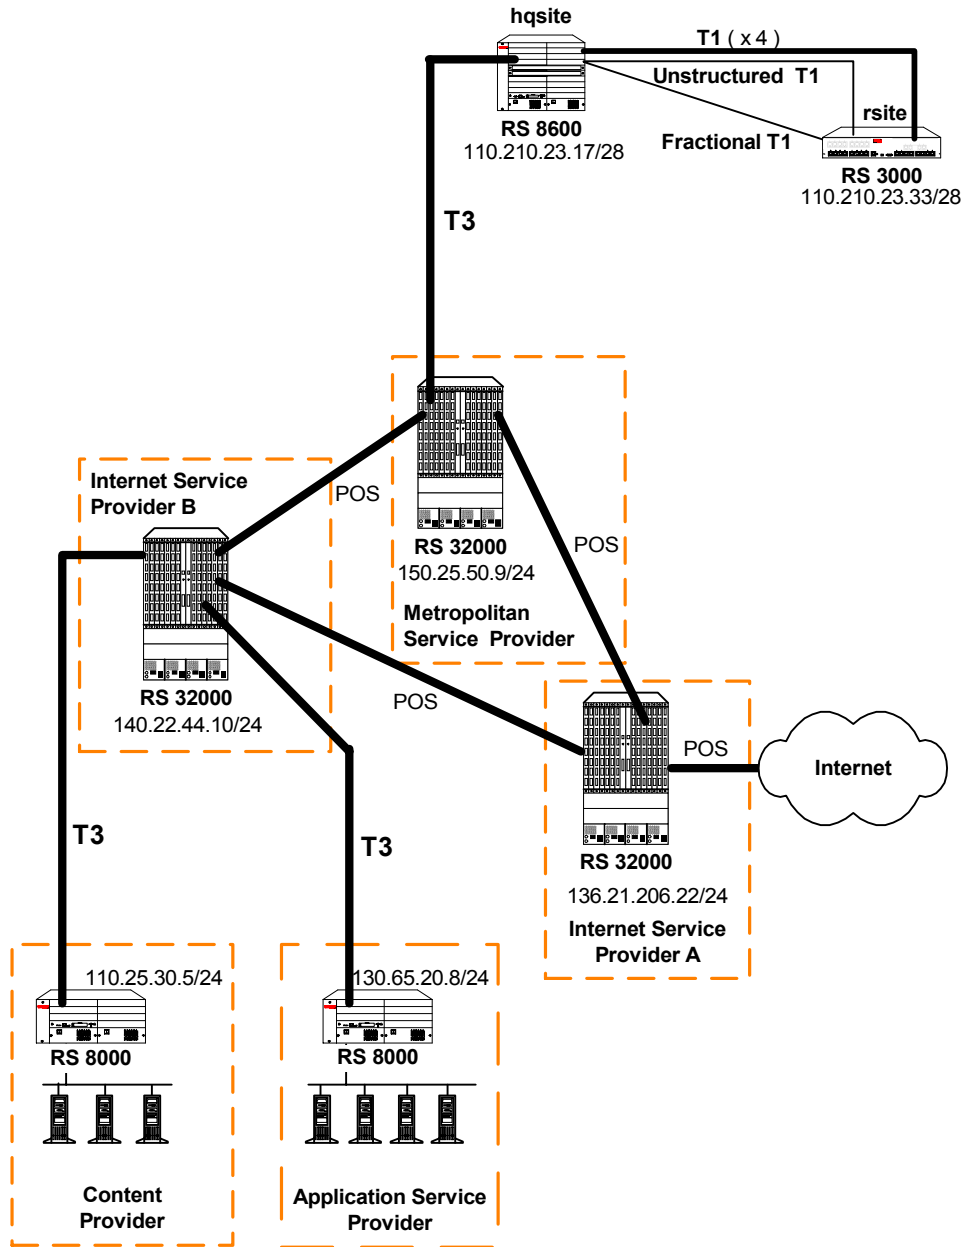 hqsite
T1 ( x 4 )
Unstructured T1
rsite
Fractional T1
RS 8600
110.210.23.17/28
RS 3000
110.210.23.33/28
T3
Internet Service
Provider B
POS
RS 32000
150.25.50.9/24
POS
Metropolitan
Service Provider
RS 32000
140.22.44.10/24
POS
POS
Internet
T3
T3
RS 32000
136.21.206.22/24
Internet Service
Provider A
110.25.30.5/24
130.65.20.8/24
RS 8000
RS 8000
Content
Provider
Application Service
Provider